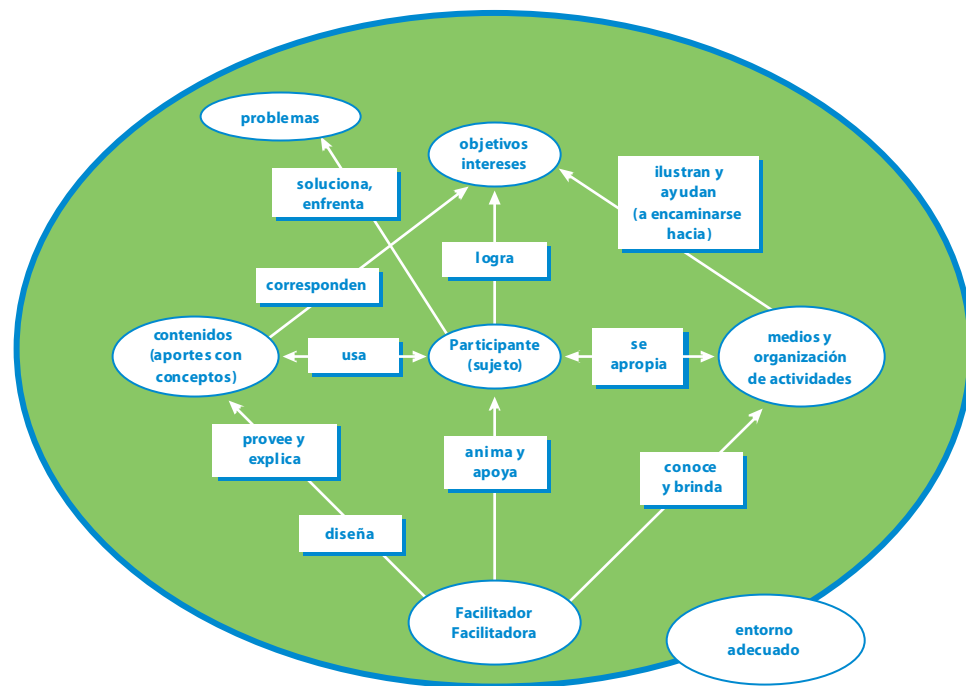 problemas
objetivos
intereses
ilustran y
ayudan
(a encaminarse
hacia)
soluciona,
enfrenta
logra
corresponden
contenidos
(aportes con
conceptos)
usa
Participante
(sujeto)
se
apropia
medios y
organización
de actividades
provee y
explica
anima y
apoya
conoce
y brinda
diseña
Facilitador
Facilitadora
entorno
adecuado